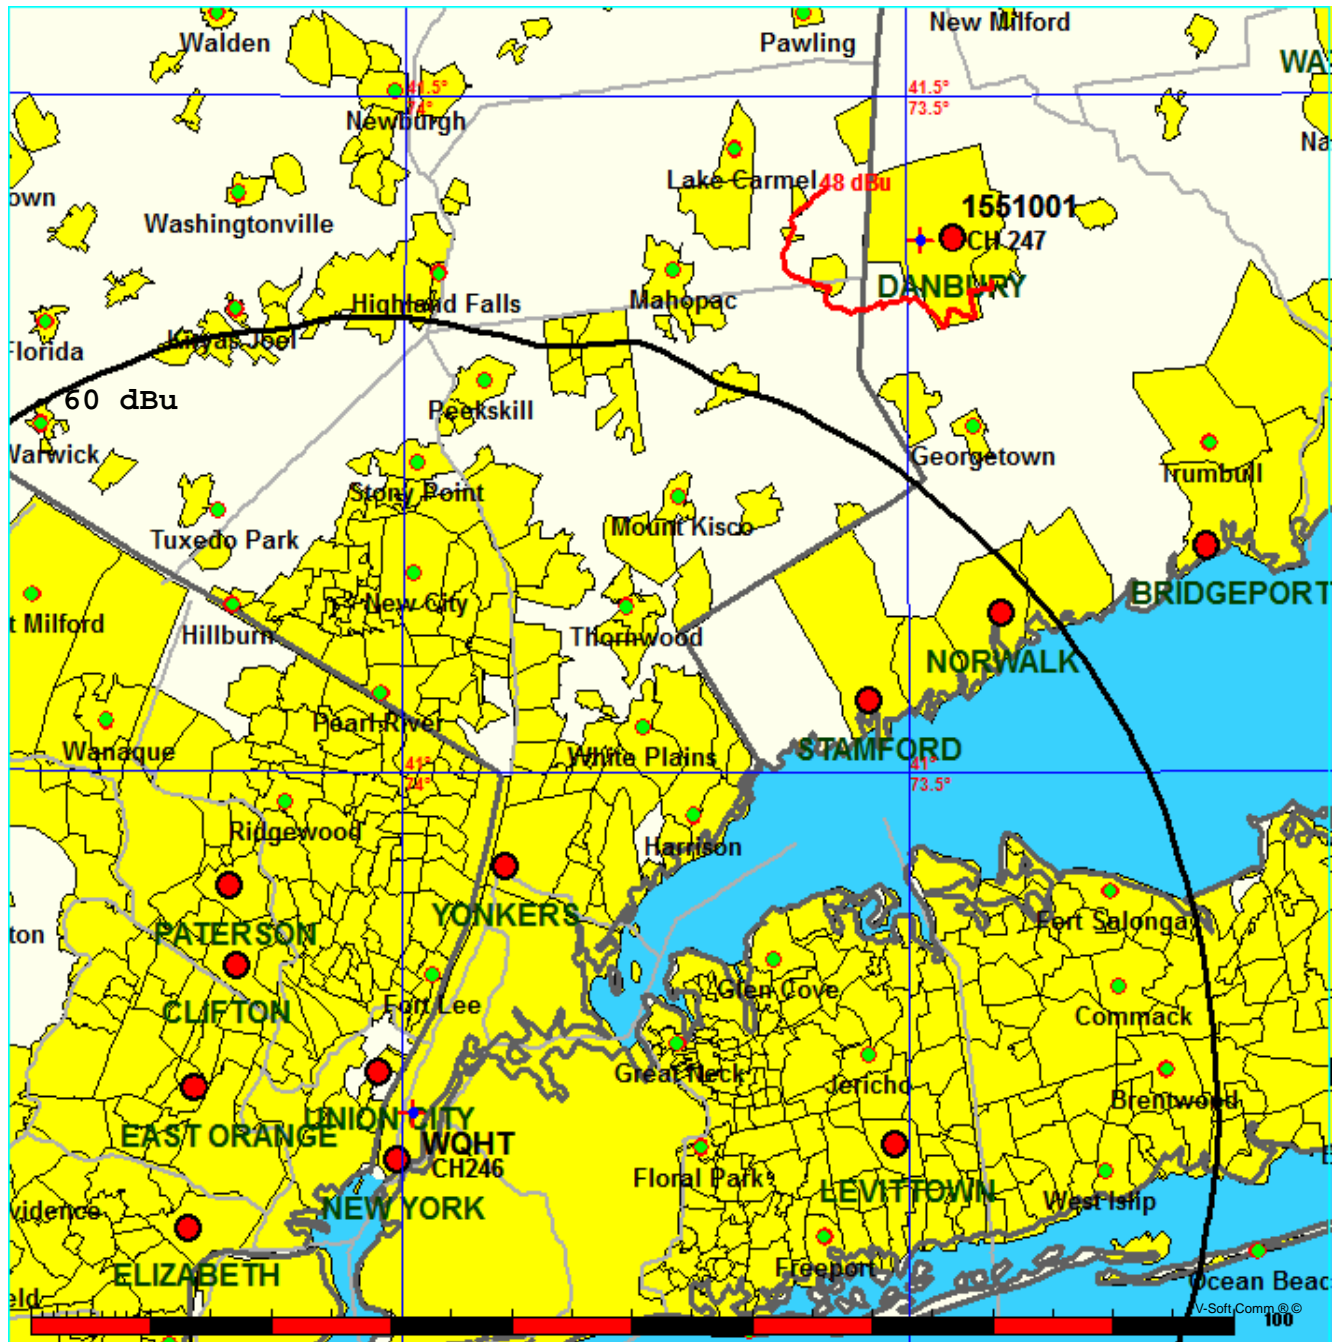 Walden
Pawling
New Milford
WA
41.5°
74°
41.5°
73.5°
Newburgh
Na
Lake Carmel
48 dBu
own
Washingtonville
1551001
CH 247
DANBURY
Highland Falls
Mahopac
Kiryas Joel
Florida
60 dBu
Peekskill
Warwick
Georgetown
Trumbull
Stony Point
Mount Kisco
Tuxedo Park
New City
BRIDGEPORT
t Milford
Hillburn
Thornwood
NORWALK
Pearl River
Wanaque
White Plains
STAMFORD
41°
74°
41°
73.5°
Ridgewood
Harrison
YONKERS
Fort Salonga
PATERSON
ton
Glen Cove
CLIFTON
Fort Lee
Commack
Great Neck
Jericho
Brentwood
UNION CITY
EAST ORANGE
WQHT
CH246
Floral Park
LEVITTOWN
West Islip
vidence
NEW YORK
ELIZABETH
Freeport
Ocean Beac
eld
V-Soft Comm ® ©
100